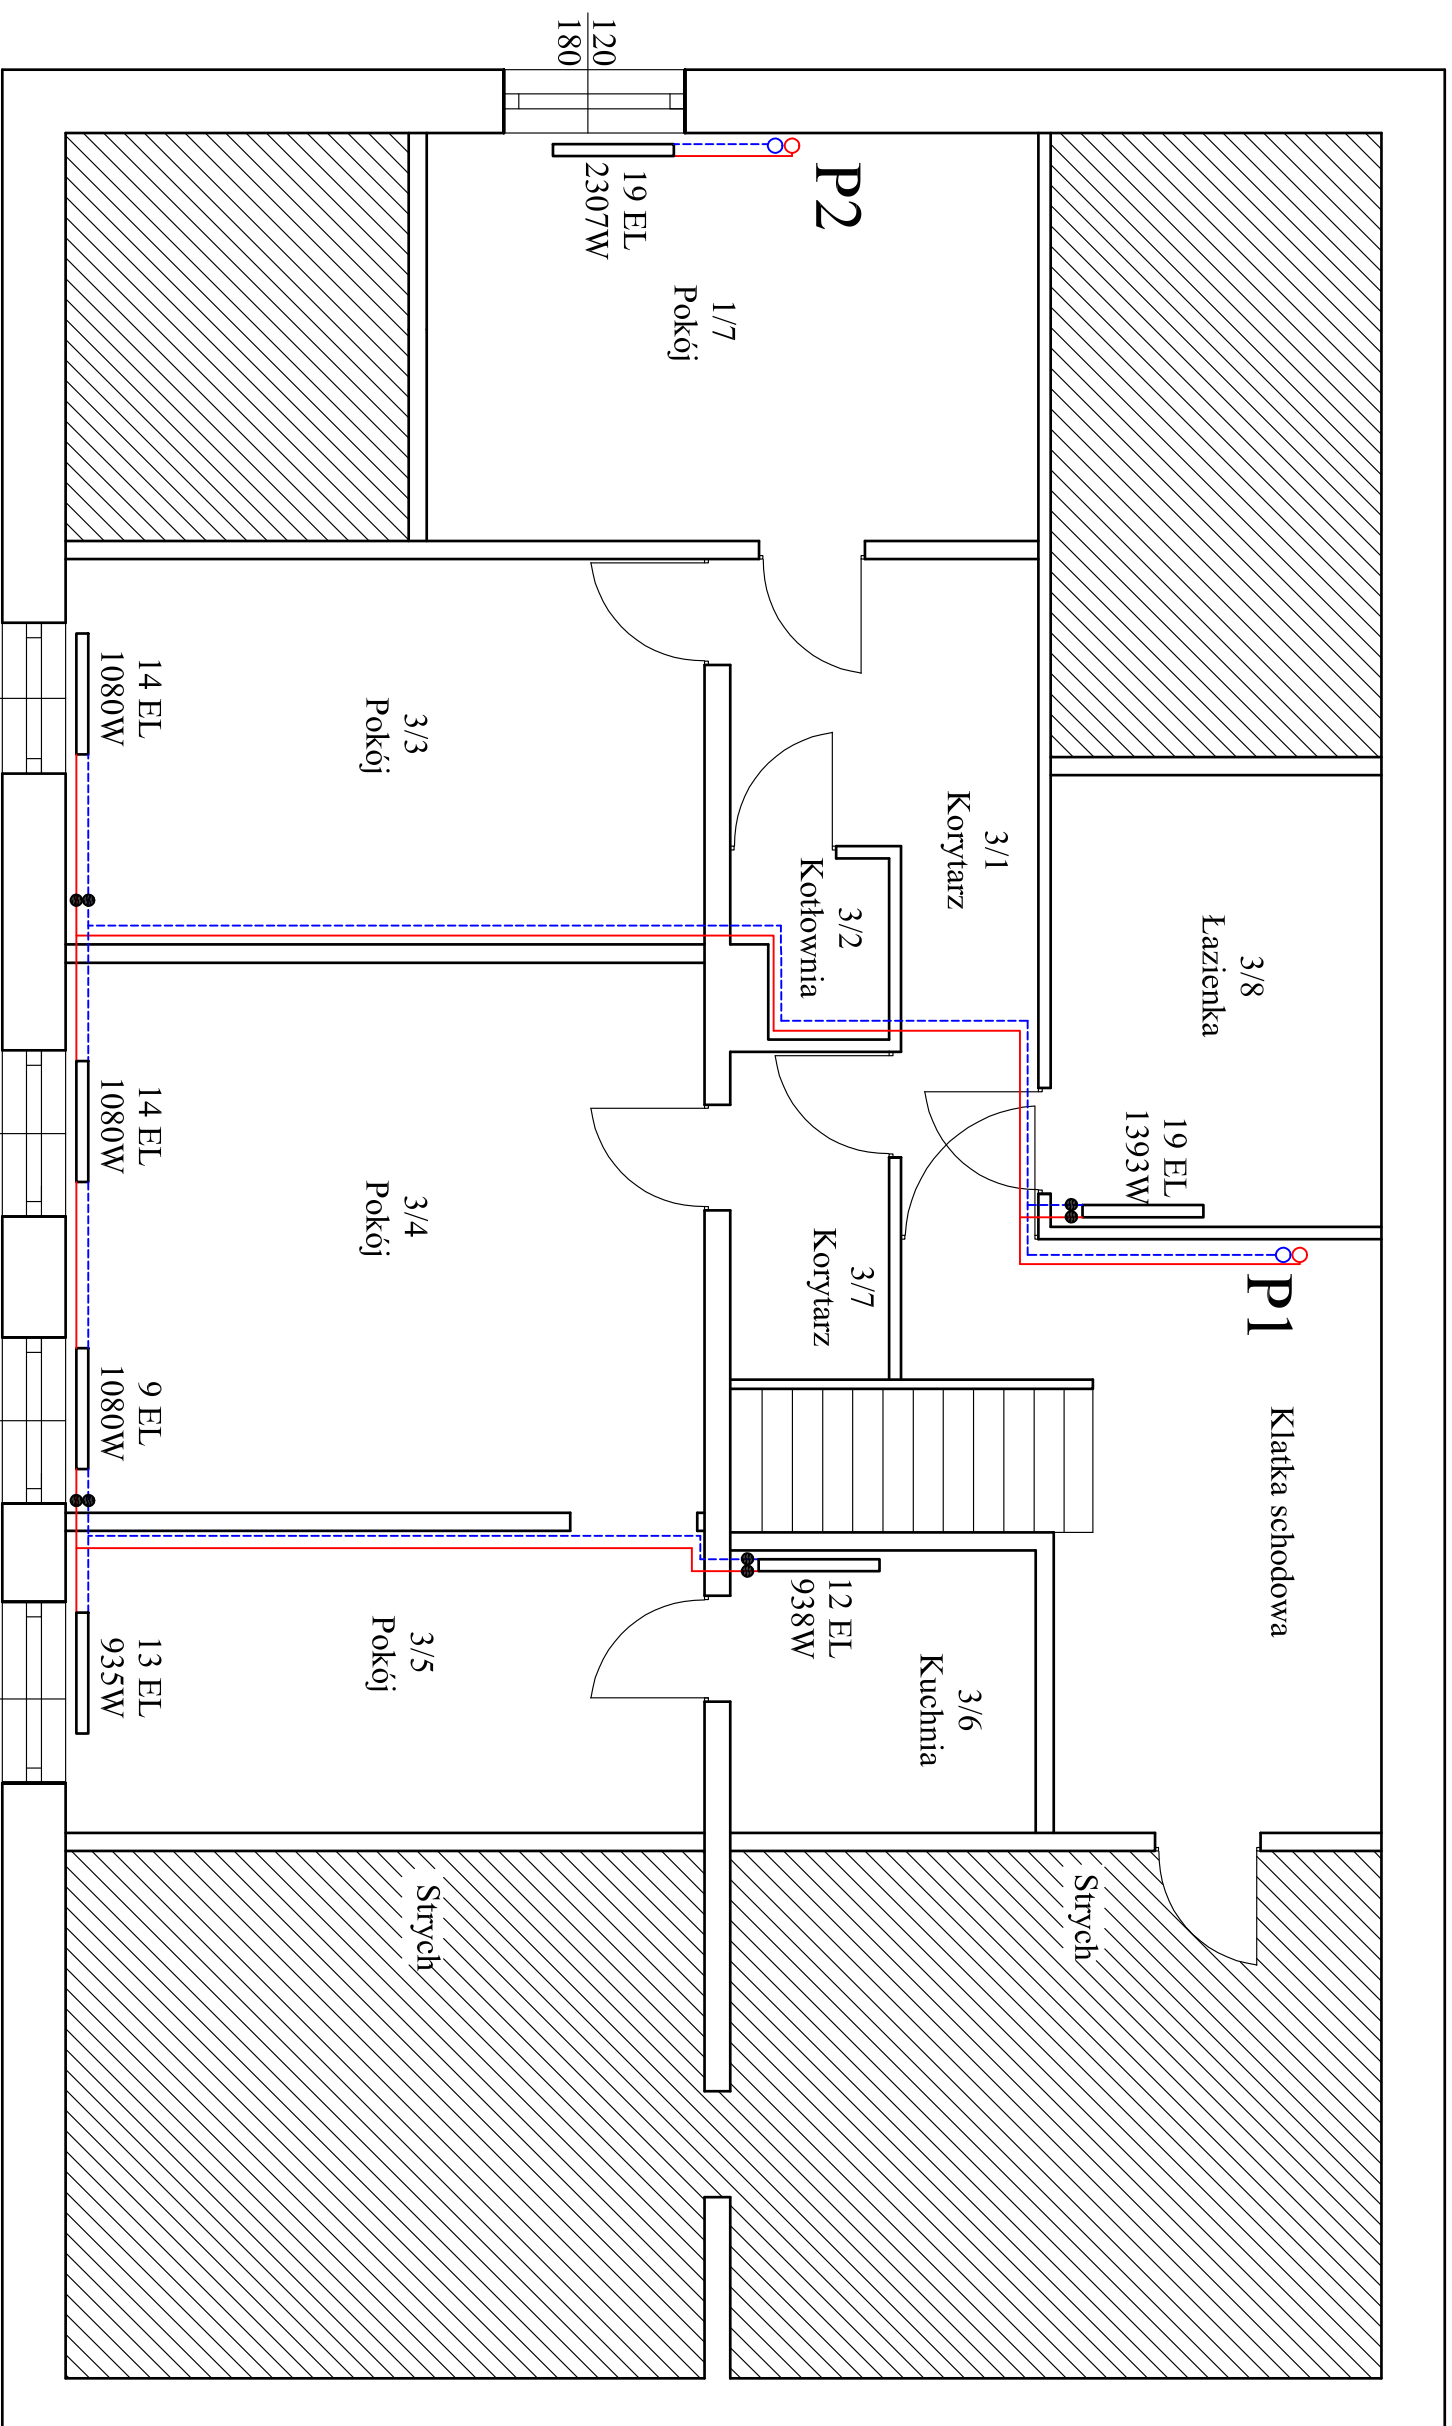 120
180
P2
19 EL
2307W
1/7
Pokój
3/8
Łazienka
19 EL
1393W
P1
Klatka schodowa
3/1
Korytarz
3/2
Kotłownia
3/7
Korytarz
3/6
Kuchnia
12 EL
938W
Strych
3/3
Pokój
3/4
Pokój
3/5
Pokój
Strych
14 EL
1080W
14 EL
1080W
9 EL
1080W
13 EL
935W